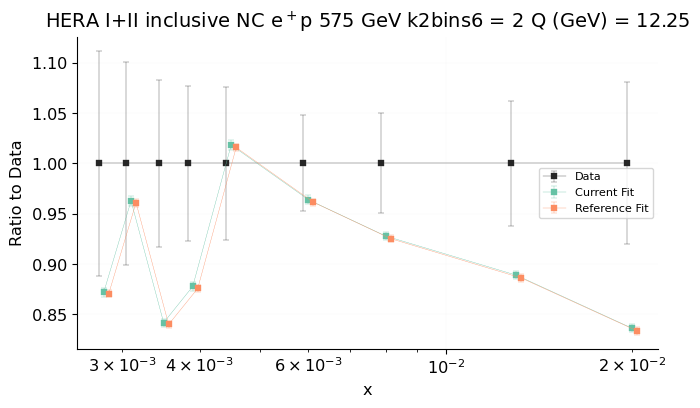 HERA I+II inclusive NC e⁺p 575 GeV k2bins6 = 2 Q (GeV) = 12.25
Ratio to Data
1.10
1.05
1.00
0.95
0.90
0.85
Data
Current Fit
Reference Fit
3 × 10⁻³
4 × 10⁻³
6 × 10⁻³
10⁻²
2 × 10⁻²
x